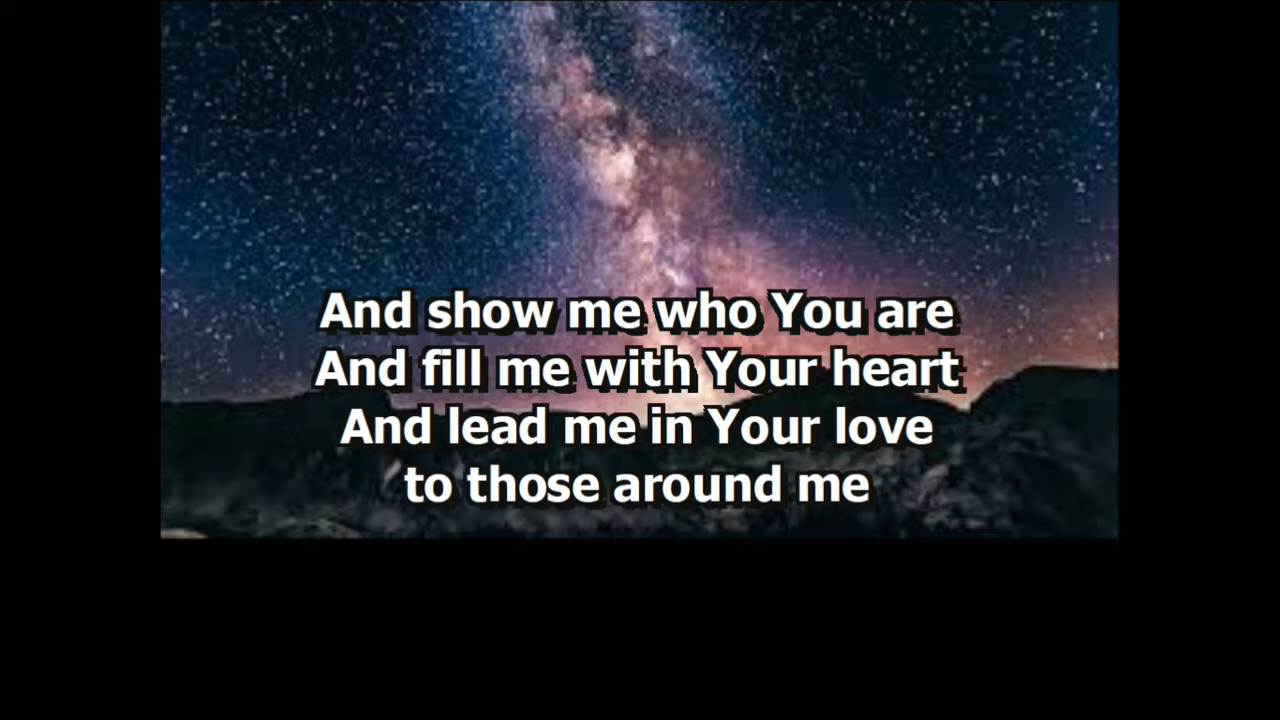 And show me who You are
And fill me with Your heart
And lead me in Your love
to those around me